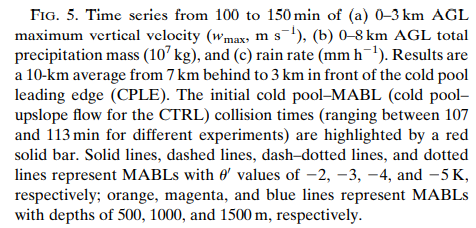 FIG. 5. Time series from 100 to 150 min of (a) 0–3 km AGL
maximum vertical velocity (wmax, m s−1), (b) 0–8 km AGL total
precipitation mass (107 kg), and (c) rain rate (mm h−1). Results are
a 10-km average from 7 km behind to 3 km in front of the cold pool
leading edge (CPLE). The initial cold pool–MABL (cold pool–
upslope flow for the CTRL) collision times (ranging between 107
and 113 min for different experiments) are highlighted by a red
solid bar. Solid lines, dashed lines, dash–dotted lines, and dotted
lines represent MABLs with θ′ values of −2, −3, −4, and −5 K,
respectively; orange, magenta, and blue lines represent MABLs
with depths of 500, 1000, and 1500 m, respectively.